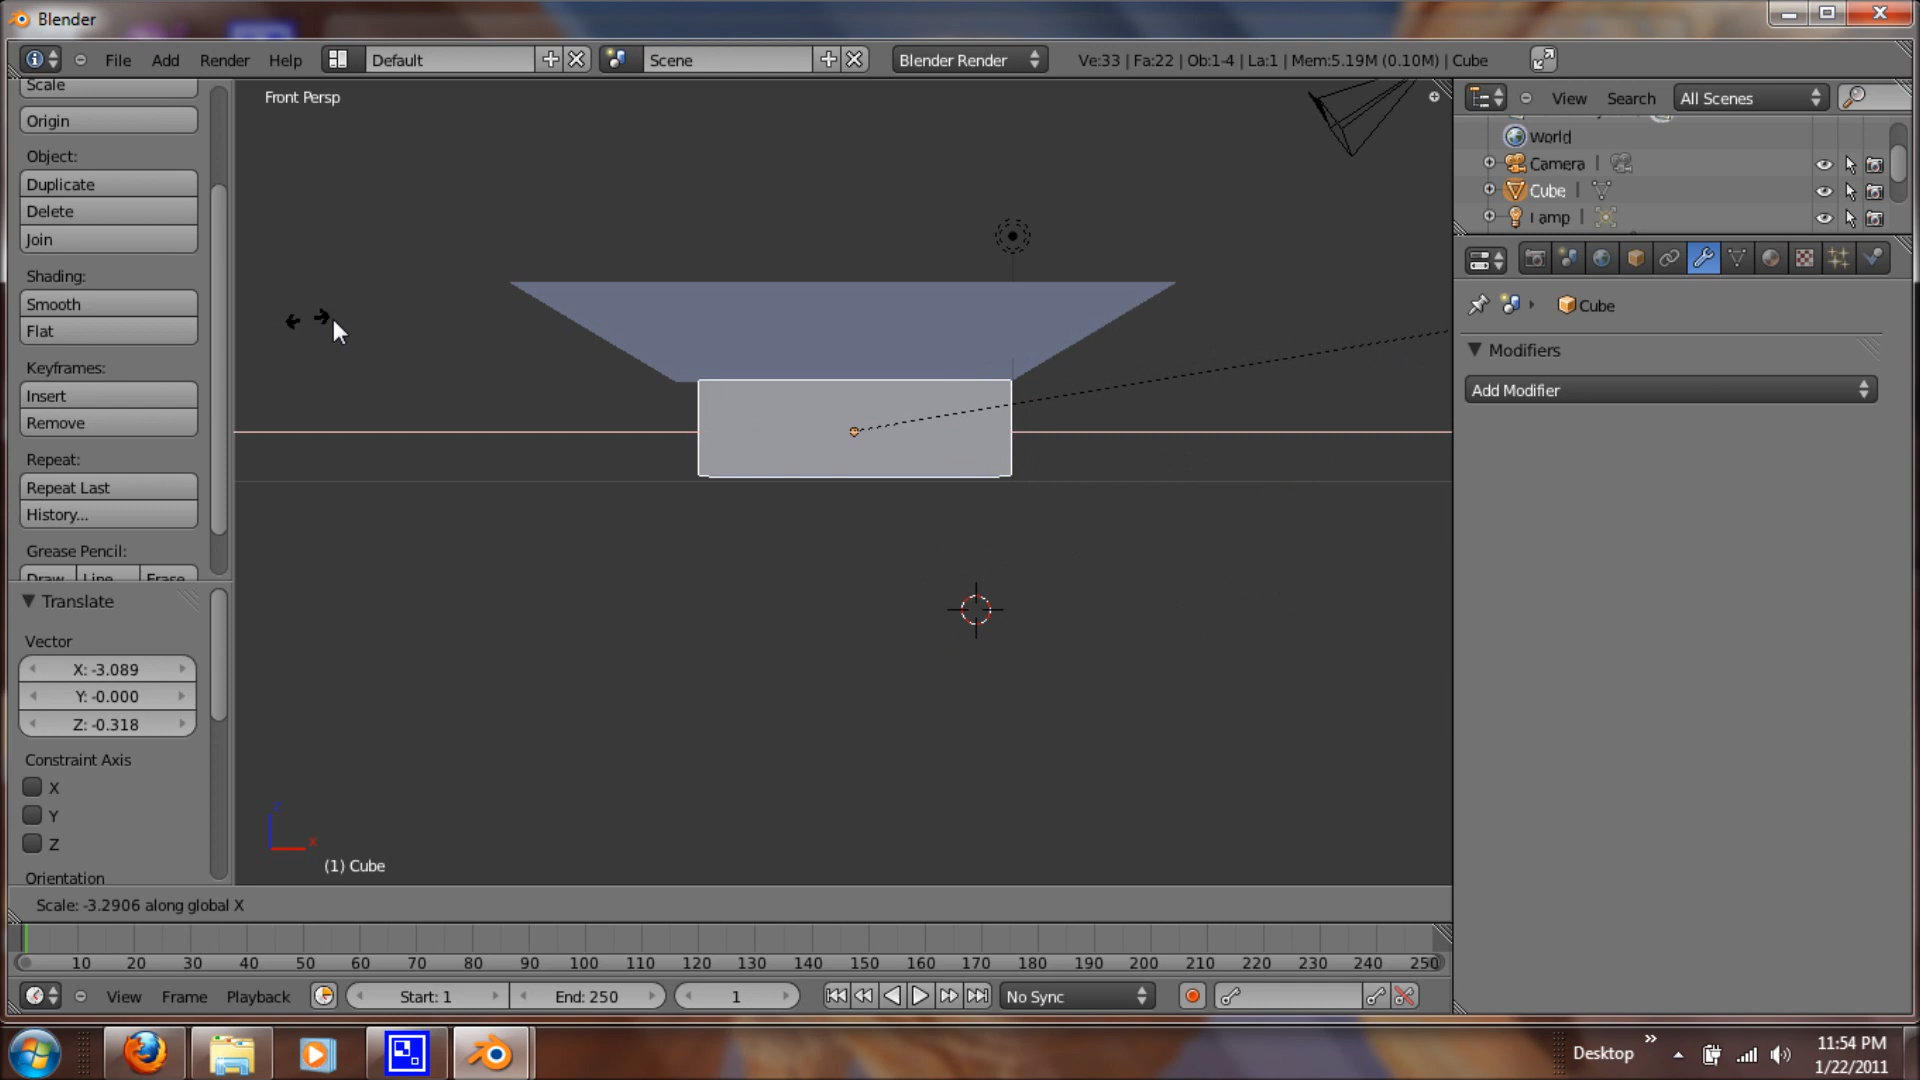 Blender
File Add Render Help Default Scene Blender Render Ve:33 | Fa:22 | Ob:1-4 | La:1 | Mem:5.19M (0.10M) | Cube
Scale
Origin
Object:
Duplicate
Delete
Join
Shading:
Smooth
Flat
Keyframes:
Insert
Remove
Repeat:
Repeat Last
History...
Grease Pencil:
Draw Line Erase
Translate
Vector
X: -3.089
Y: -0.000
Z: -0.318
Constraint Axis
X
Y
Z
Orientation
Front Persp
z
x
(1) Cube
Scale: -3.2906 along global X
View Search All Scenes
World
Camera
Cube
Lamp
Cube
Modifiers
Add Modifier
10 20 30 40 50 60 70 80 90 100 110 120 130 140 150 160 170 180 190 200 210 220 230 240 250
View Frame Playback Start: 1 End: 250 1 No Sync
Desktop
11:54 PM
1/22/2011